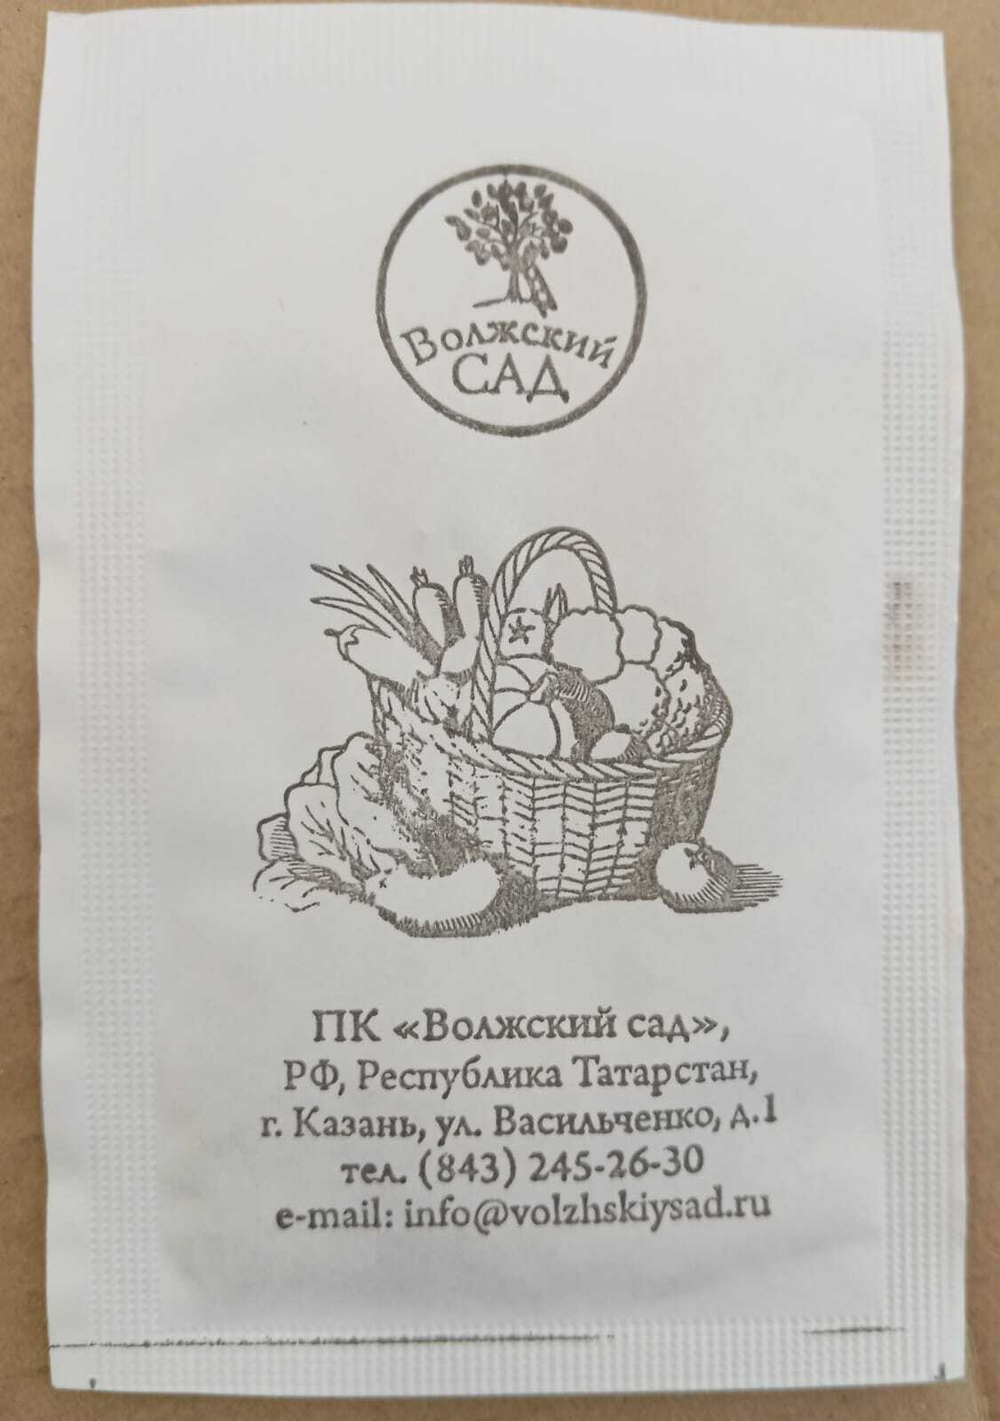 Волжский
САД
ПК «Волжский сад»,
РФ, Республика Татарстан,
г. Казань, ул. Васильченко, д.1
тел. (843) 245-26-30
e-mail: info@volzhskiysad.ru